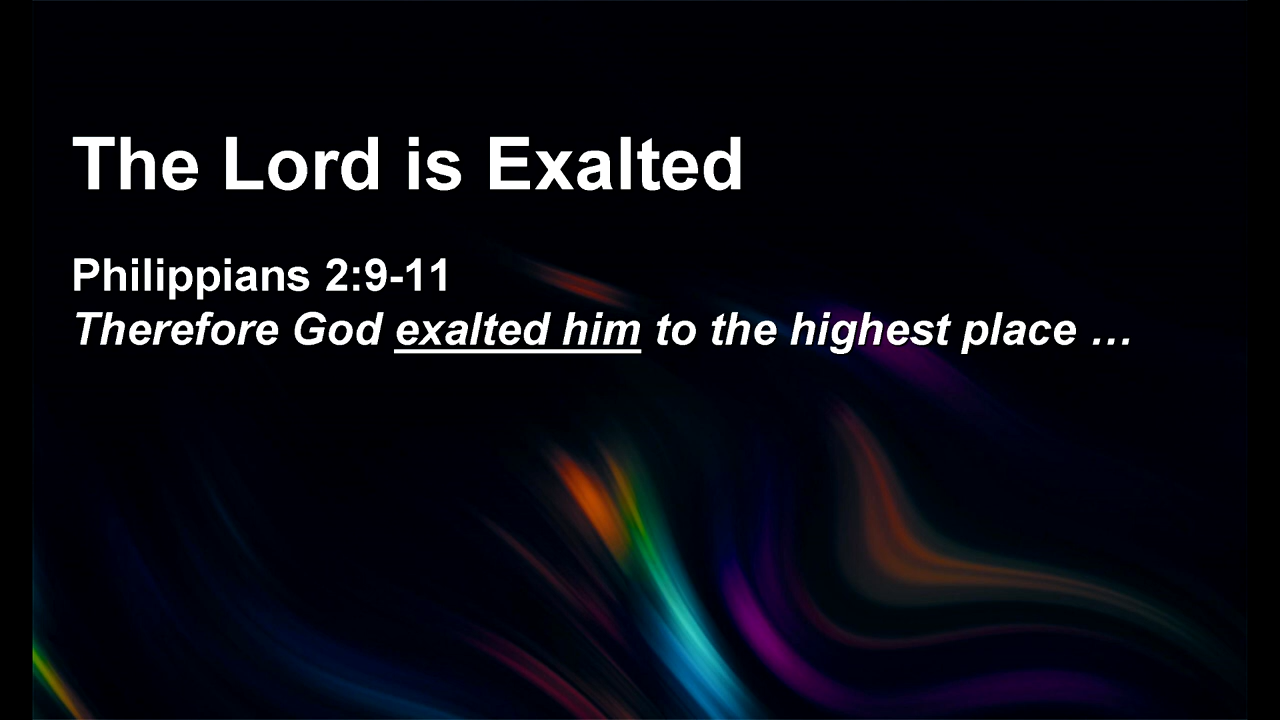 The Lord is Exalted
Philippians 2:9-11
Therefore God exalted him to the highest place …